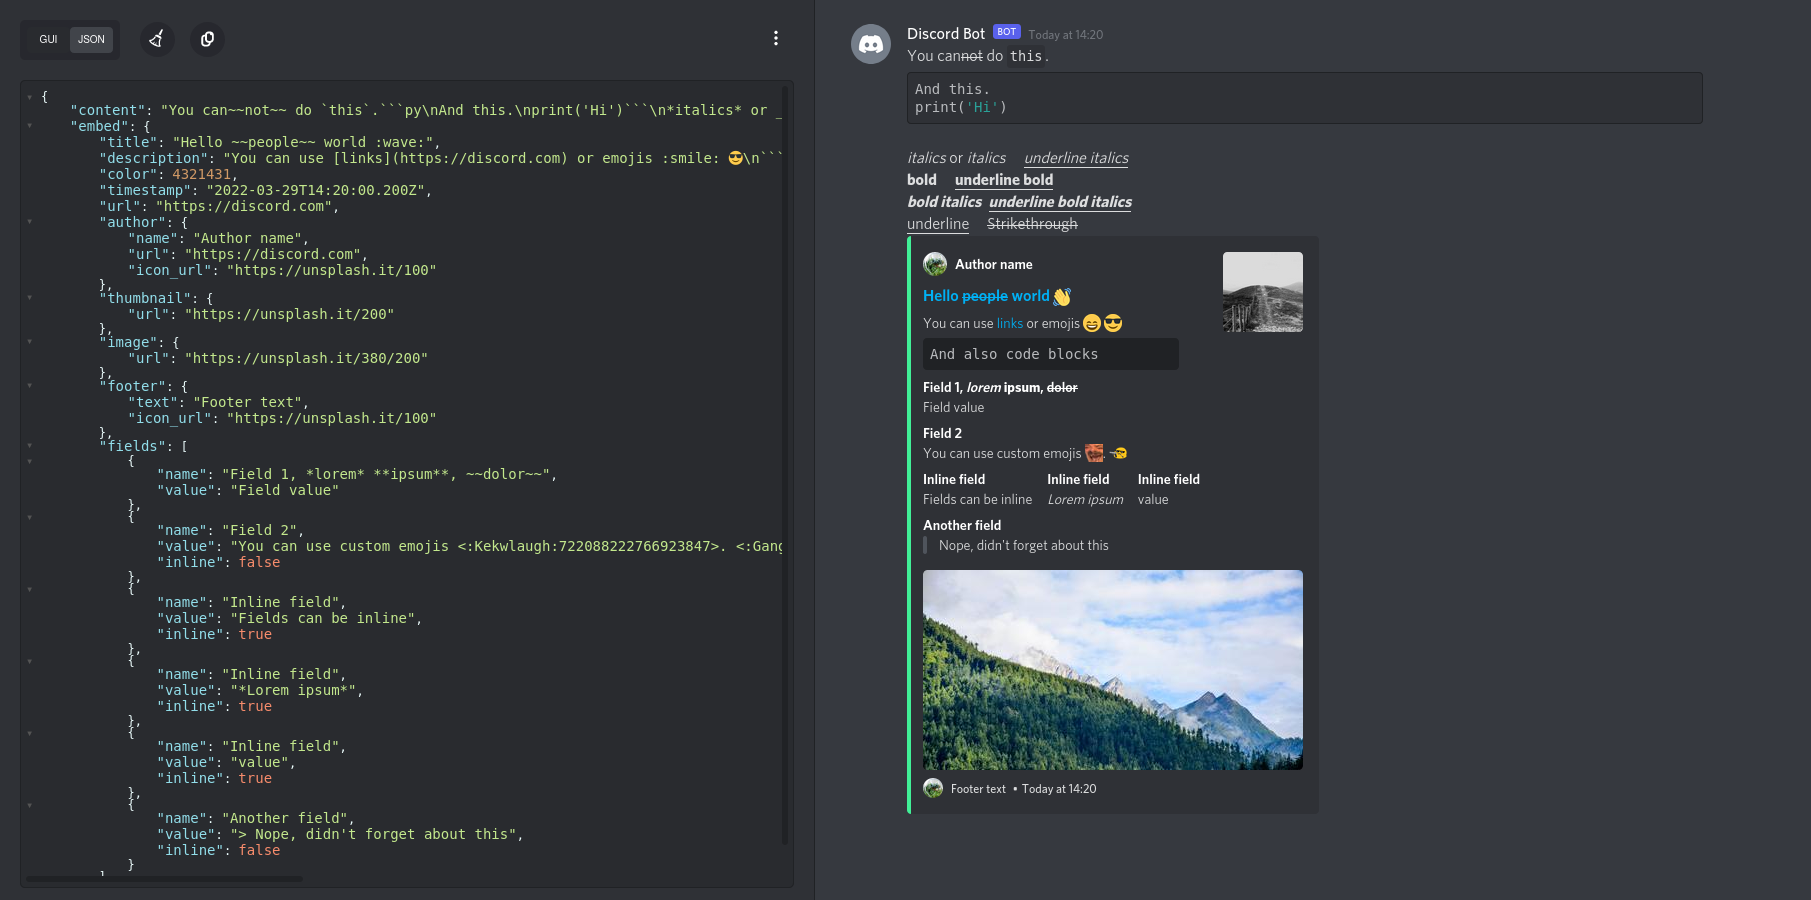 GUI JSON
{
"content": "You can~~not~~ do `this`.```py\nAnd this.\nprint('Hi')```\n*italics* or _
"embed": {
"title": "Hello ~~people~~ world :wave:",
"description": "You can use [links](https://discord.com) or emojis :smile: 😎\n```
"color": 4321431,
"timestamp": "2022-03-29T14:20:00.200Z",
"url": "https://discord.com",
"author": {
"name": "Author name",
"url": "https://discord.com",
"icon_url": "https://unsplash.it/100"
},
"thumbnail": {
"url": "https://unsplash.it/200"
},
"image": {
"url": "https://unsplash.it/380/200"
},
"footer": {
"text": "Footer text",
"icon_url": "https://unsplash.it/100"
},
"fields": [
{
"name": "Field 1, *lorem* **ipsum**, ~~dolor~~",
"value": "Field value"
},
{
"name": "Field 2",
"value": "You can use custom emojis <:Kekwlaugh:722088222766923847>. <:Gang
"inline": false
},
{
"name": "Inline field",
"value": "Fields can be inline",
"inline": true
},
{
"name": "Inline field",
"value": "*Lorem ipsum*",
"inline": true
},
{
"name": "Inline field",
"value": "value",
"inline": true
},
{
"name": "Another field",
"value": "> Nope, didn't forget about this",
"inline": false
}
]
Discord Bot BOT Today at 14:20
You cannot do this.
And this.
print('Hi')
italics or italics underline italics
bold underline bold
bold italics underline bold italics
underline Strikethrough
Author name
Hello people world 👋
You can use links or emojis 😄😎
And also code blocks
Field 1, lorem ipsum, dolor
Field value
Field 2
You can use custom emojis .
Inline field Inline field Inline field
Fields can be inline Lorem ipsum value
Another field
Nope, didn't forget about this
Footer text • Today at 14:20